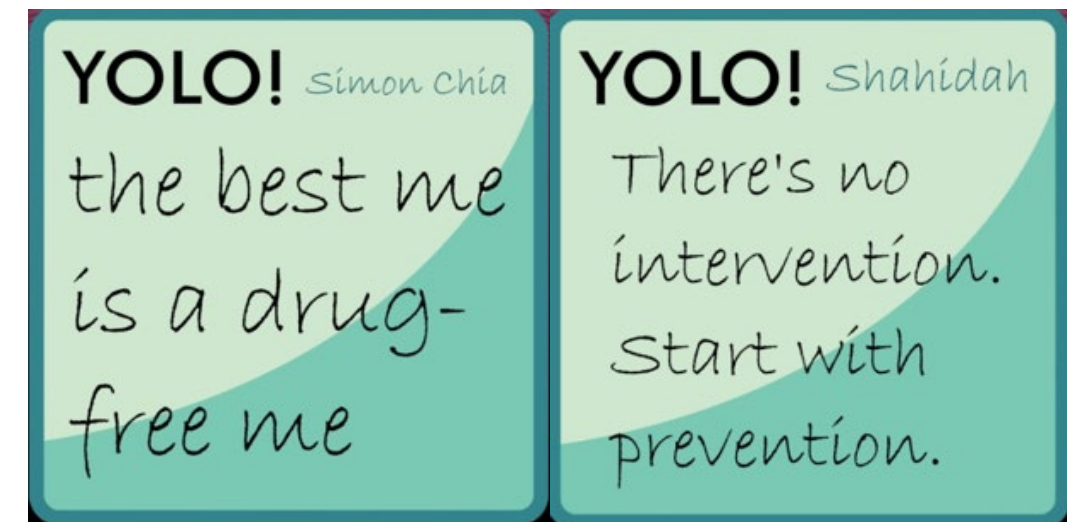 YOLO! Simon Chia
the best me
is a drug-
free me
YOLO! Shahidah
There's no
intervention.
Start with
prevention.